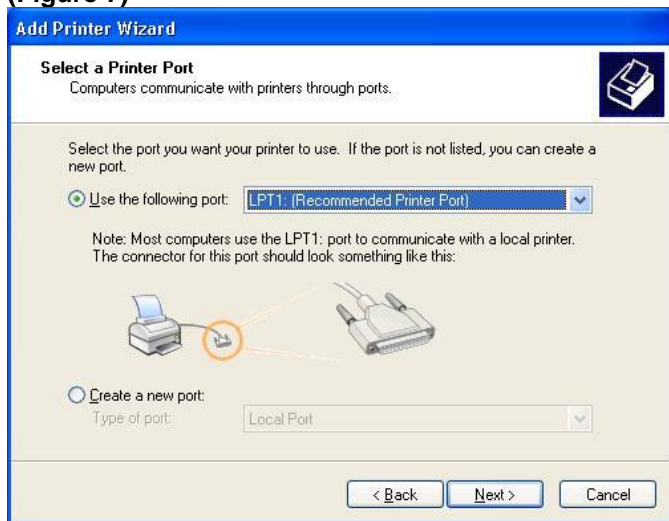 (Figure 7)
Add Printer Wizard
Select a Printer Port
Computers communicate with printers through ports.
Select the port you want your printer to use. If the port is not listed, you can create a
new port.
Use the following port: LPT1: (Recommended Printer Port)
Note: Most computers use the LPT1: port to communicate with a local printer.
The connector for this port should look something like this:
Create a new port:
Type of port: Local Port
< Back Next > Cancel